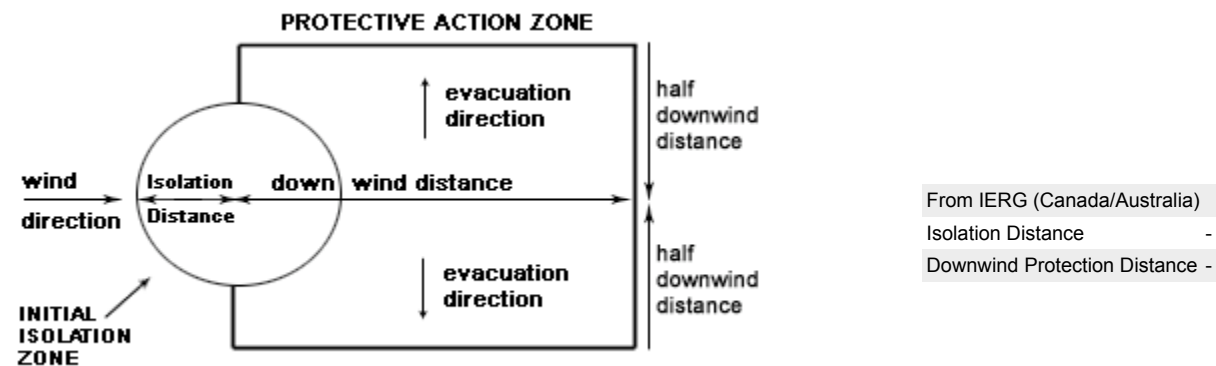 PROTECTIVE ACTION ZONE
evacuation
direction
half
downwind
distance
wind
direction
Isolation
Distance
down wind distance
evacuation
direction
half
downwind
distance
INITIAL
ISOLATION
ZONE
From IERG (Canada/Australia)
Isolation Distance -
Downwind Protection Distance -